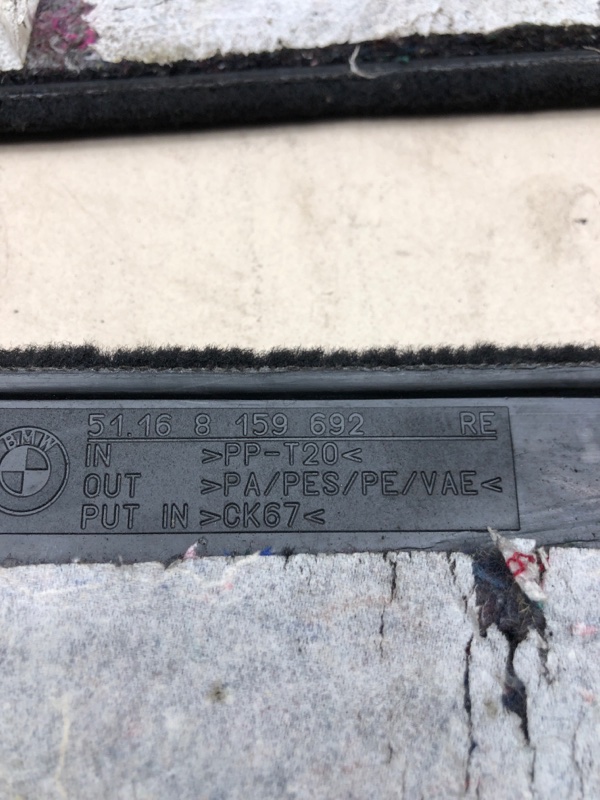 BMW
51.16 8 159 692 RE
IN >PP-T20<
OUT >PA/PES/PE/VAE<
PUT IN >CK67<